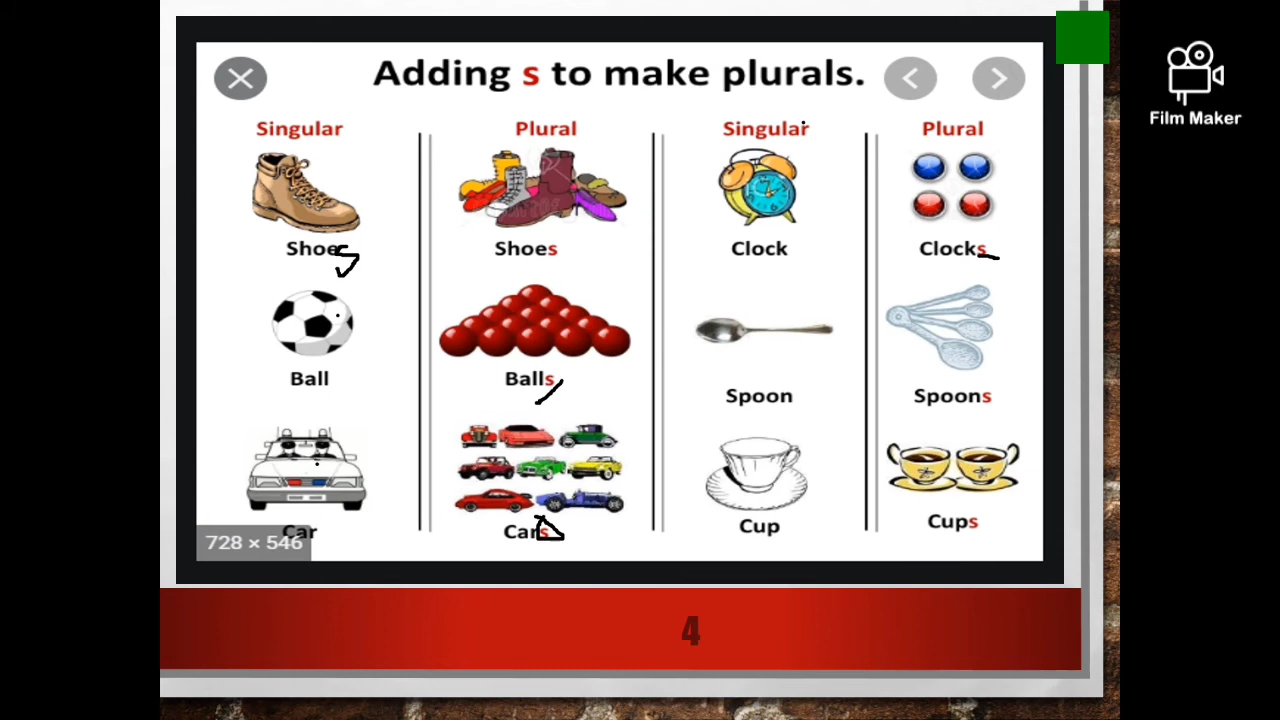 Adding s to make plurals.
Singular Plural Singular Plural
Shoe Shoes Clock Clocks
Ball Balls Spoon Spoons
Car Cars Cup Cups
728 × 546
4
Film Maker